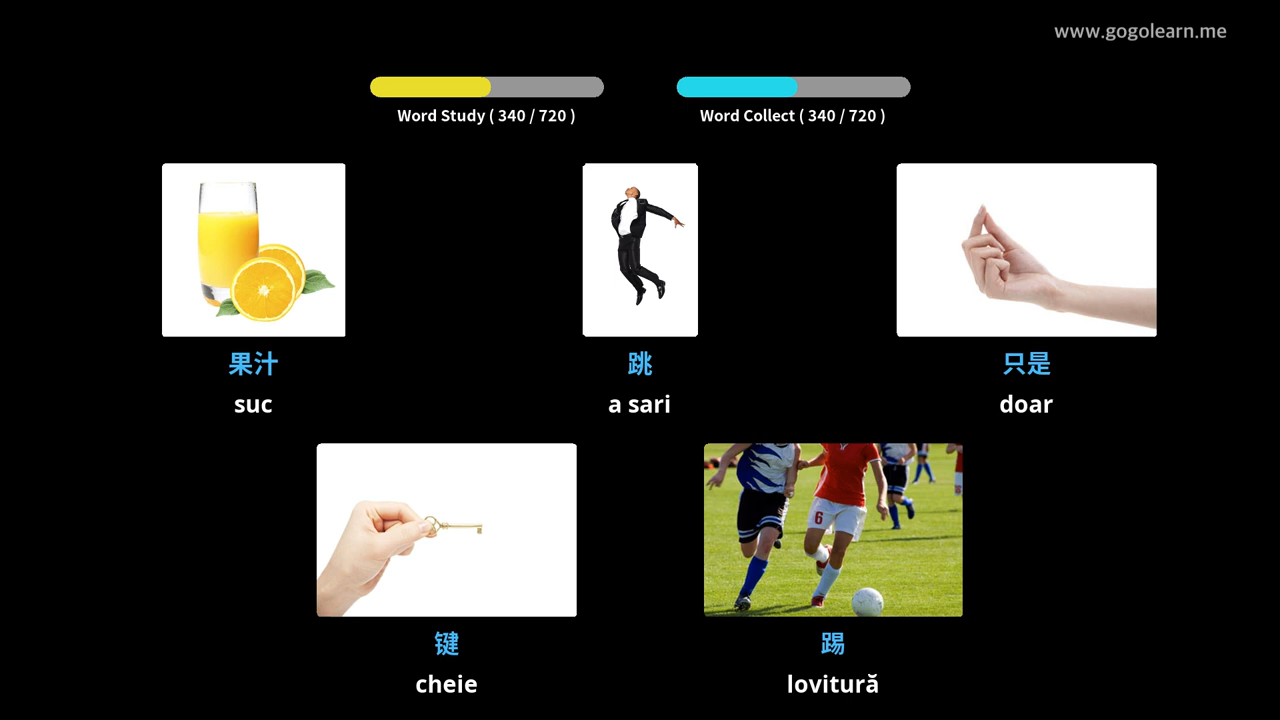 www.gogolearn.me
Word Study ( 340 / 720 )
Word Collect ( 340 / 720 )
果汁
suc
跳
a sari
只是
doar
6
键
cheie
踢
lovitură